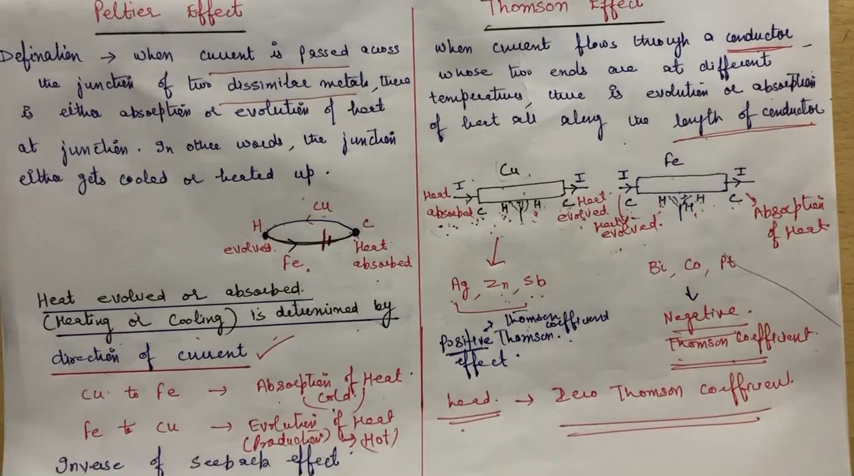 Peltier Effect
Defination → when current is passed across
the junction of two dissimilar metals, there
is either absorption or evolution of heat
at junction. In other words, the junction
either gets cooled or heated up.
Cu
H
C
evolved.
Heat
absorbed
Fe,
Heat evolved or absorbed.
(Heating or Cooling) is determined by
direction of current ✓
Cu to Fe → Absorption of Heat.
(Cold)
Fe to Cu → Evolution of Heat
(Production) → (Hot)
Inverse of Seeback effect.
Thomson Effect
when current flows through a conductor
whose two ends are at different
temperature, there is evolution or absorption
of heat all along the length of conductor
Cu
I
I
Heat
absorbed
C
H
H
C
Heat
evolved.
Ag, Zn, Sb
Thomson coefficient
positive Thomson.
effect.
Fe
I
I
C
H
H
H
C
evolved.
Absorption
of Heat
Bi, Co, Pt
↓
Negative.
Thomson coefficient.
lead. → Zero Thomson coefficient.